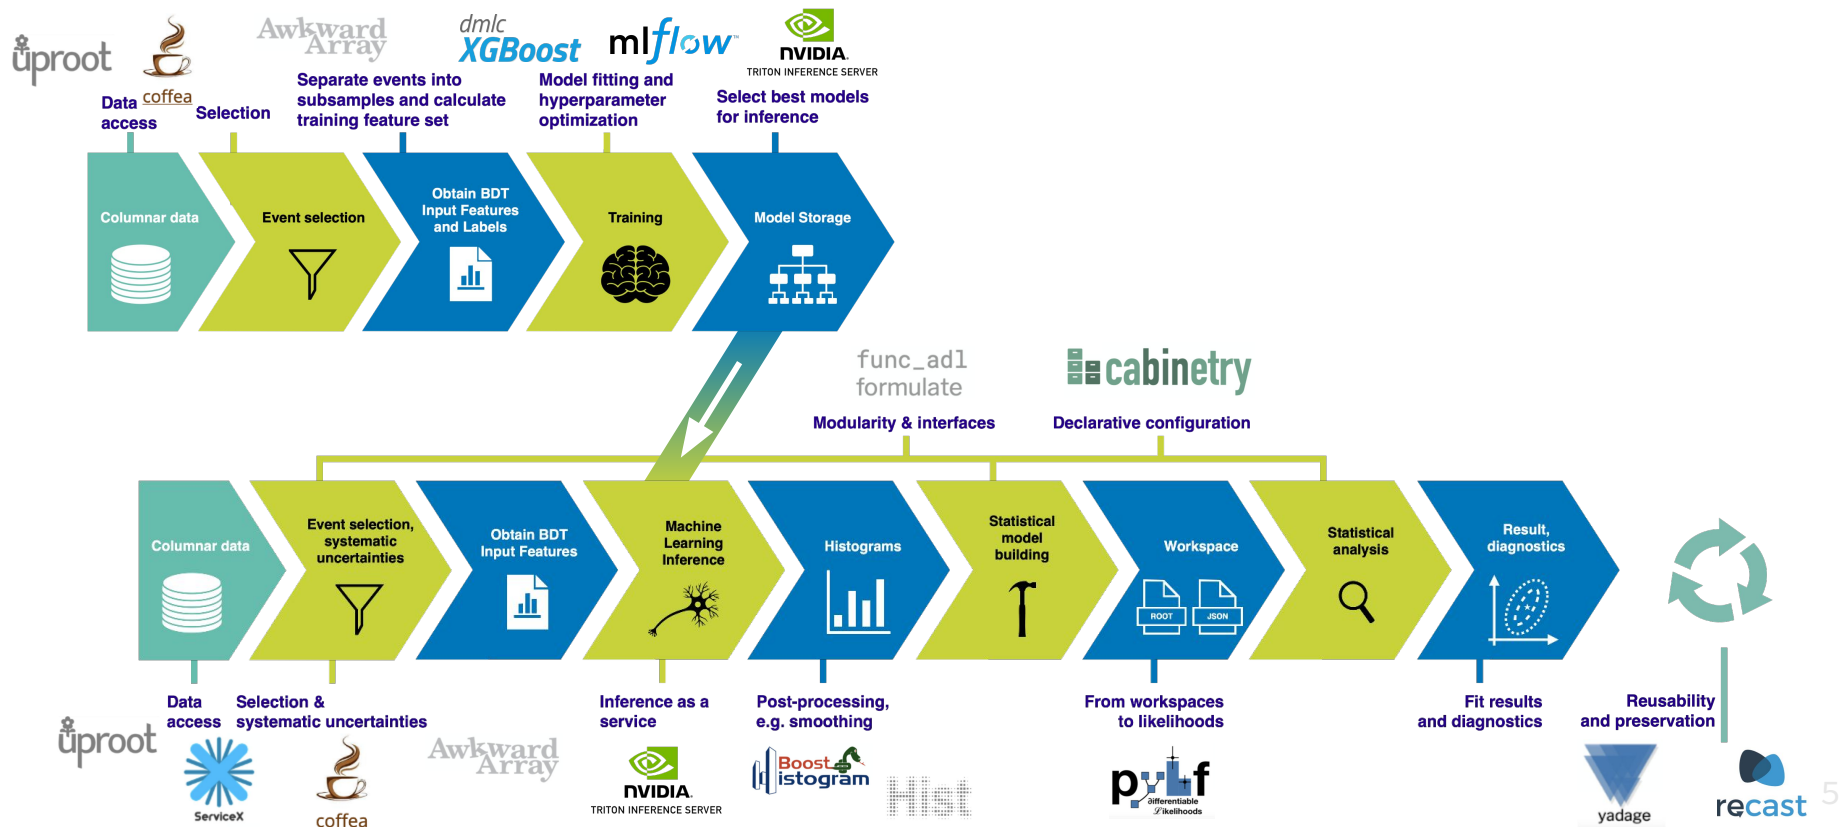 üproot
coffea
Awkward
Array
dmlc
XGBoost
mlflow™
NVIDIA.
TRITON INFERENCE SERVER
Data
access
Selection
Separate events into
subsamples and calculate
training feature set
Model fitting and
hyperparameter
optimization
Select best models
for inference
Columnar data
Event selection
Obtain BDT
Input Features
and Labels
Training
Model Storage
func_adl
formulate
cabinetry
Modularity & interfaces
Declarative configuration
Columnar data
Event selection,
systematic
uncertainties
Obtain BDT
Input Features
Machine
Learning
Inference
Histograms
Statistical
model
building
Workspace
ROOT
JSON
Statistical
analysis
Result,
diagnostics
Data
access
Selection &
systematic uncertainties
Inference as a
service
Post-processing,
e.g. smoothing
From workspaces
to likelihoods
Fit results
and diagnostics
Reusability
and preservation
üproot
ServiceX
coffea
Awkward
Array
NVIDIA.
TRITON INFERENCE SERVER
Boost
Histogram
Hist
pyhf
differentiable
Likelihoods
yadage
recast
5